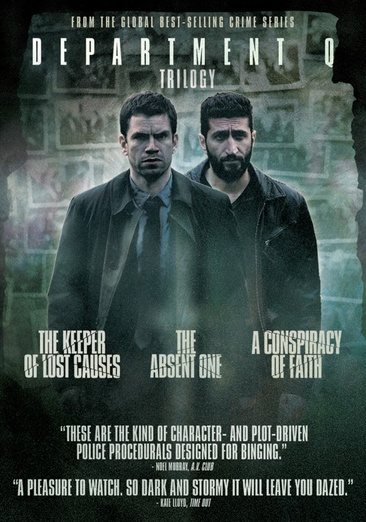 FROM THE GLOBAL BEST-SELLING CRIME SERIES
DEPARTMENT Q
TRILOGY
THE KEEPER
OF LOST CAUSES
THE
ABSENT ONE
A CONSPIRACY
OF FAITH
“THESE ARE THE KIND OF CHARACTER- AND PLOT-DRIVEN
POLICE PROCEDURALS DESIGNED FOR BINGING.”
- NOEL MURRAY, A.V. CLUB
“A PLEASURE TO WATCH. SO DARK AND STORMY IT WILL LEAVE YOU DAZED.”
- KATE LLOYD, TIME OUT